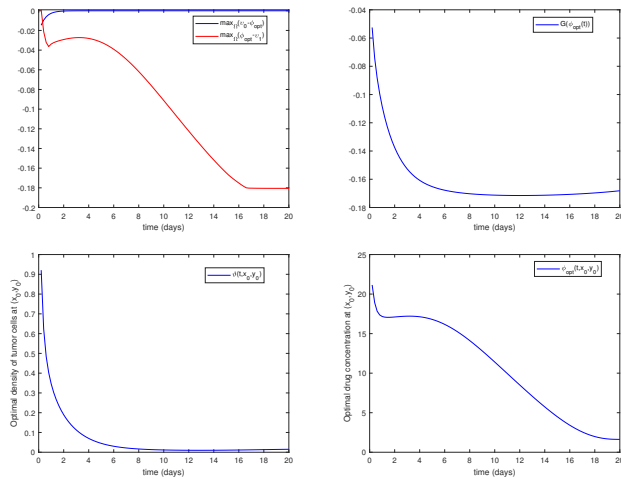 0
-0.02
-0.04
-0.06
-0.08
-0.1
-0.12
-0.14
-0.16
-0.18
-0.2
0 2 4 6 8 10 12 14 16 18 20
time (days)
max_Ω(υ_0-ϕ_opt)
max_Ω(ϕ_opt-υ_1)
-0.04
-0.06
-0.08
-0.1
-0.12
-0.14
-0.16
-0.18
0 2 4 6 8 10 12 14 16 18 20
time (days)
G(ϕ_opt(t))
Optimal density of tumor cells at (x_0,y_0)
1
0.9
0.8
0.7
0.6
0.5
0.4
0.3
0.2
0.1
0
0 2 4 6 8 10 12 14 16 18 20
time (days)
ϑ(t,x_0,y_0)
Optimal drug concentration at (x_0,y_0)
25
20
15
10
5
0
0 2 4 6 8 10 12 14 16 18 20
time (days)
ϕ_opt(t,x_0,y_0)